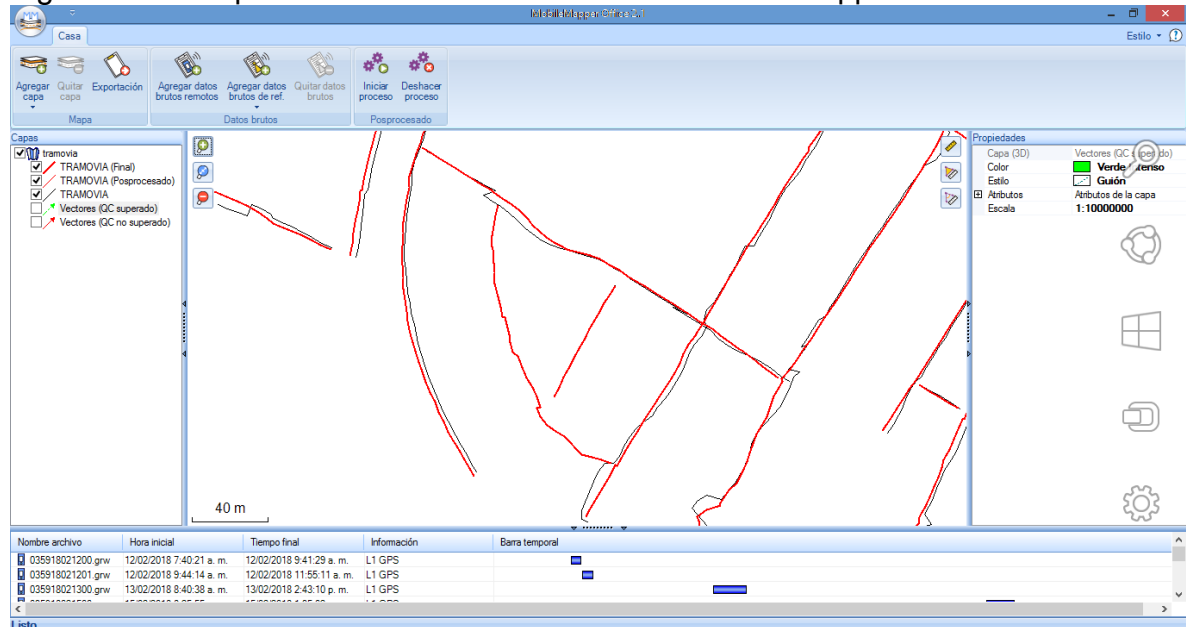 MobileMapper Office 2.1
MM
Casa
Estilo
Agregar capa
Quitar capa
Exportación
Agregar datos brutos remotos
Agregar datos brutos de ref.
Quitar datos brutos
Iniciar proceso
Deshacer proceso
Mapa
Datos brutos
Posprocesado
Capas
tramovia
TRAMOVIA (Final)
TRAMOVIA (Posprocesado)
TRAMOVIA
Vectores (QC superado)
Vectores (QC no superado)
40 m
Propiedades
Capa (3D) Vectores (QC superado)
Color Verde intenso
Estilo Guión
Atributos Atributos de la capa
Escala 1:10000000
Nombre archivo Hora inicial Tiempo final Información Barra temporal
035918021200.grw 12/02/2018 7:40:21 a. m. 12/02/2018 9:41:29 a. m. L1 GPS
035918021201.grw 12/02/2018 9:44:14 a. m. 12/02/2018 11:55:11 a. m. L1 GPS
035918021300.grw 13/02/2018 8:40:38 a. m. 13/02/2018 2:43:10 p. m. L1 GPS
Listo